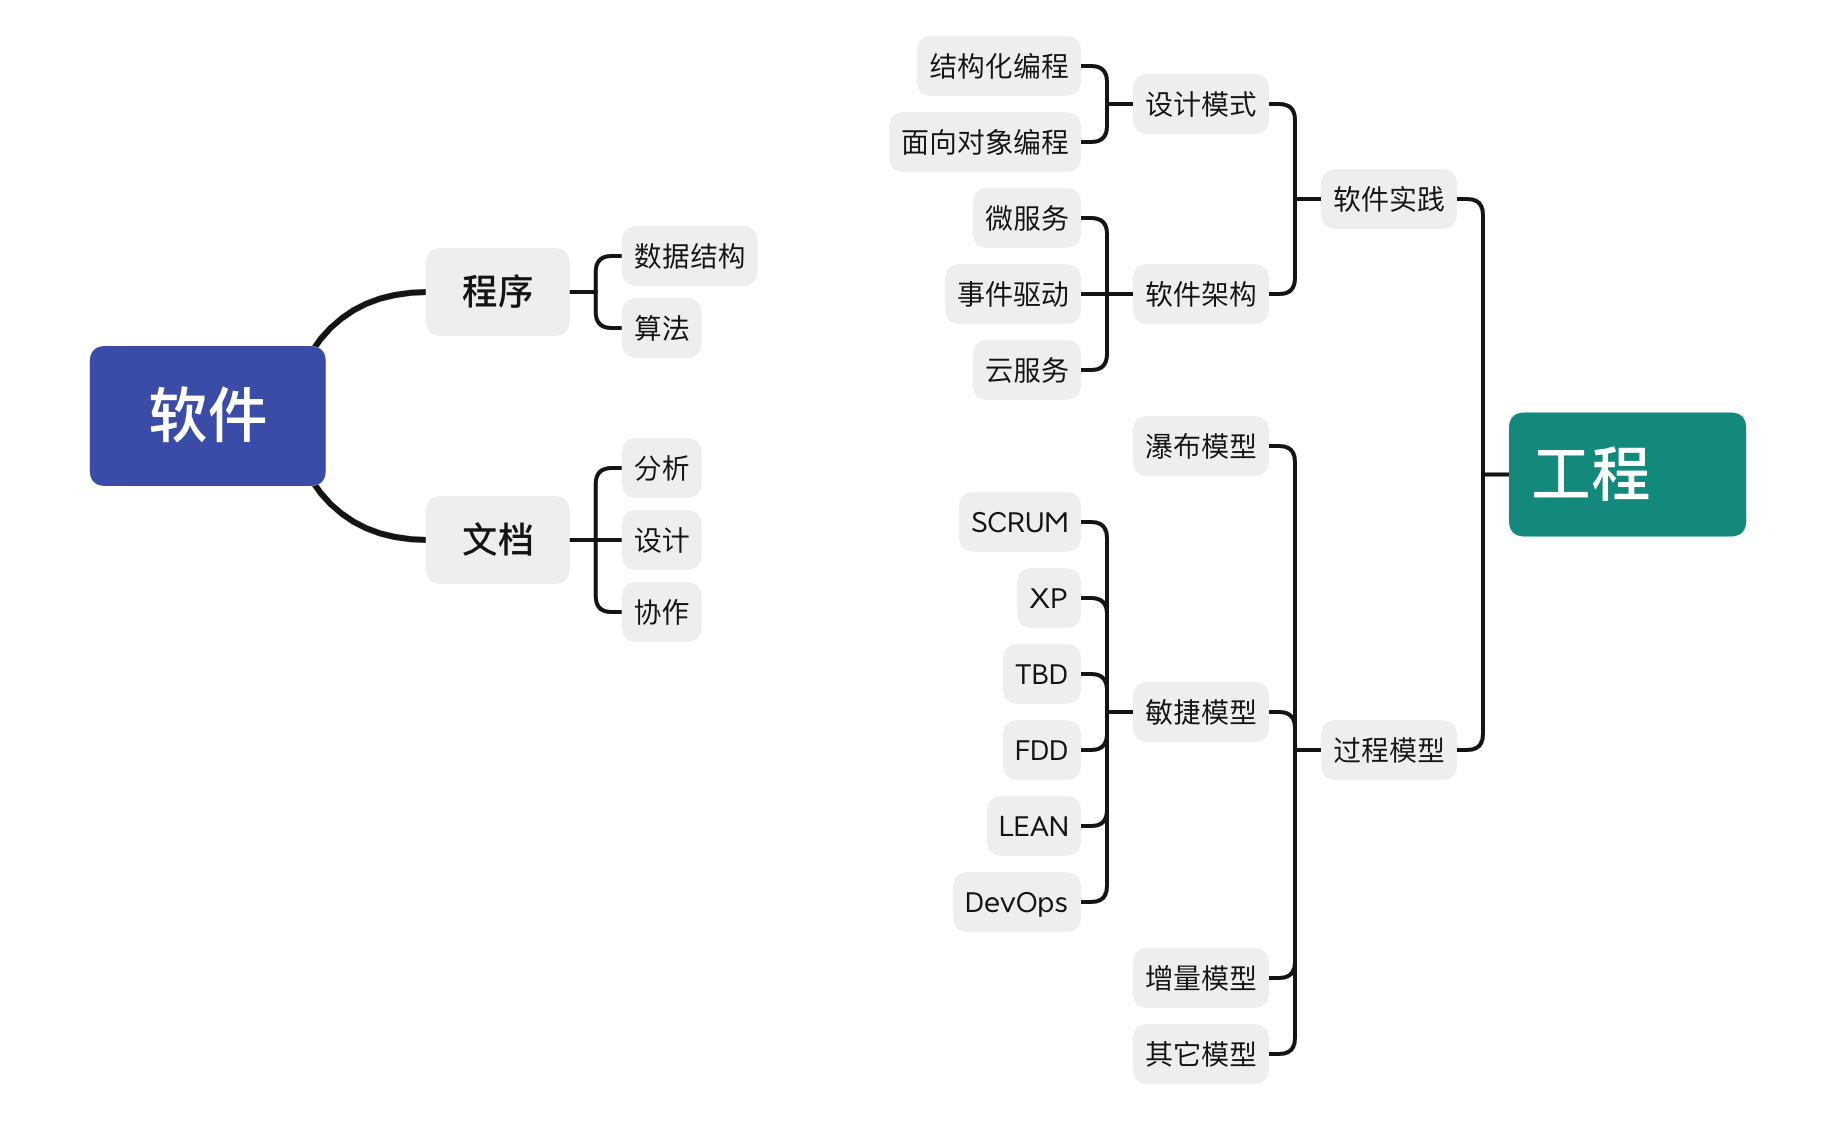 软件
程序
数据结构
算法
文档
分析
设计
协作
工程
软件实践
设计模式
结构化编程
面向对象编程
软件架构
微服务
事件驱动
云服务
过程模型
瀑布模型
敏捷模型
SCRUM
XP
TBD
FDD
LEAN
DevOps
增量模型
其它模型